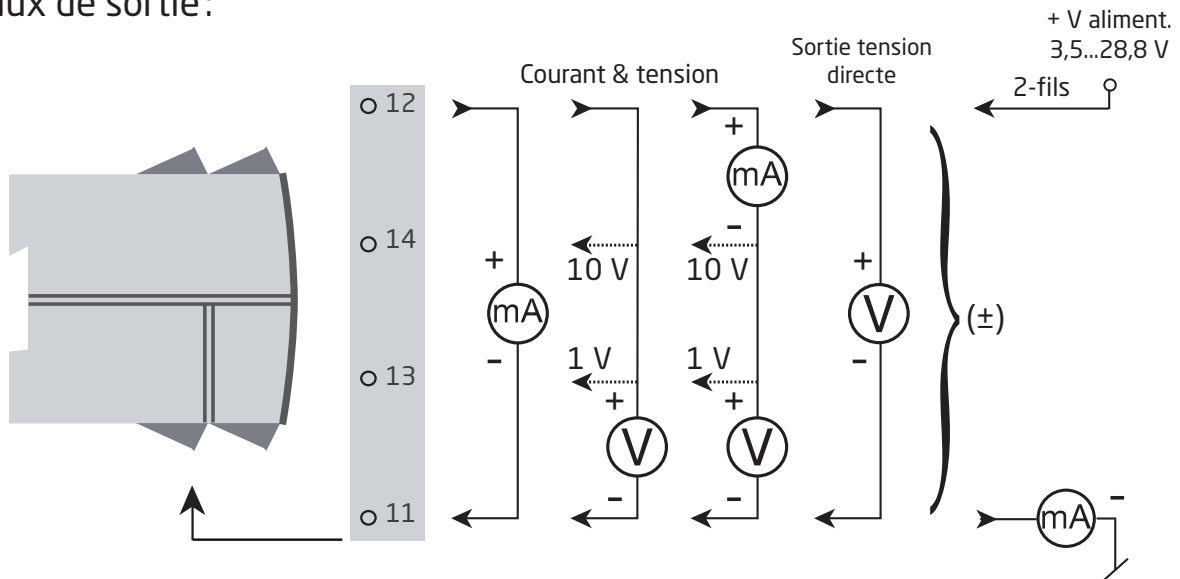 ux de sortie:
+ V aliment.
3,5...28,8 V
Sortie tension
directe
Courant & tension
2-fils
12
+
mA
14
-
+
10 V
10 V
+
mA
V
(±)
-
1 V
1 V
-
13
+
+
V
V
-
-
11
mA
-